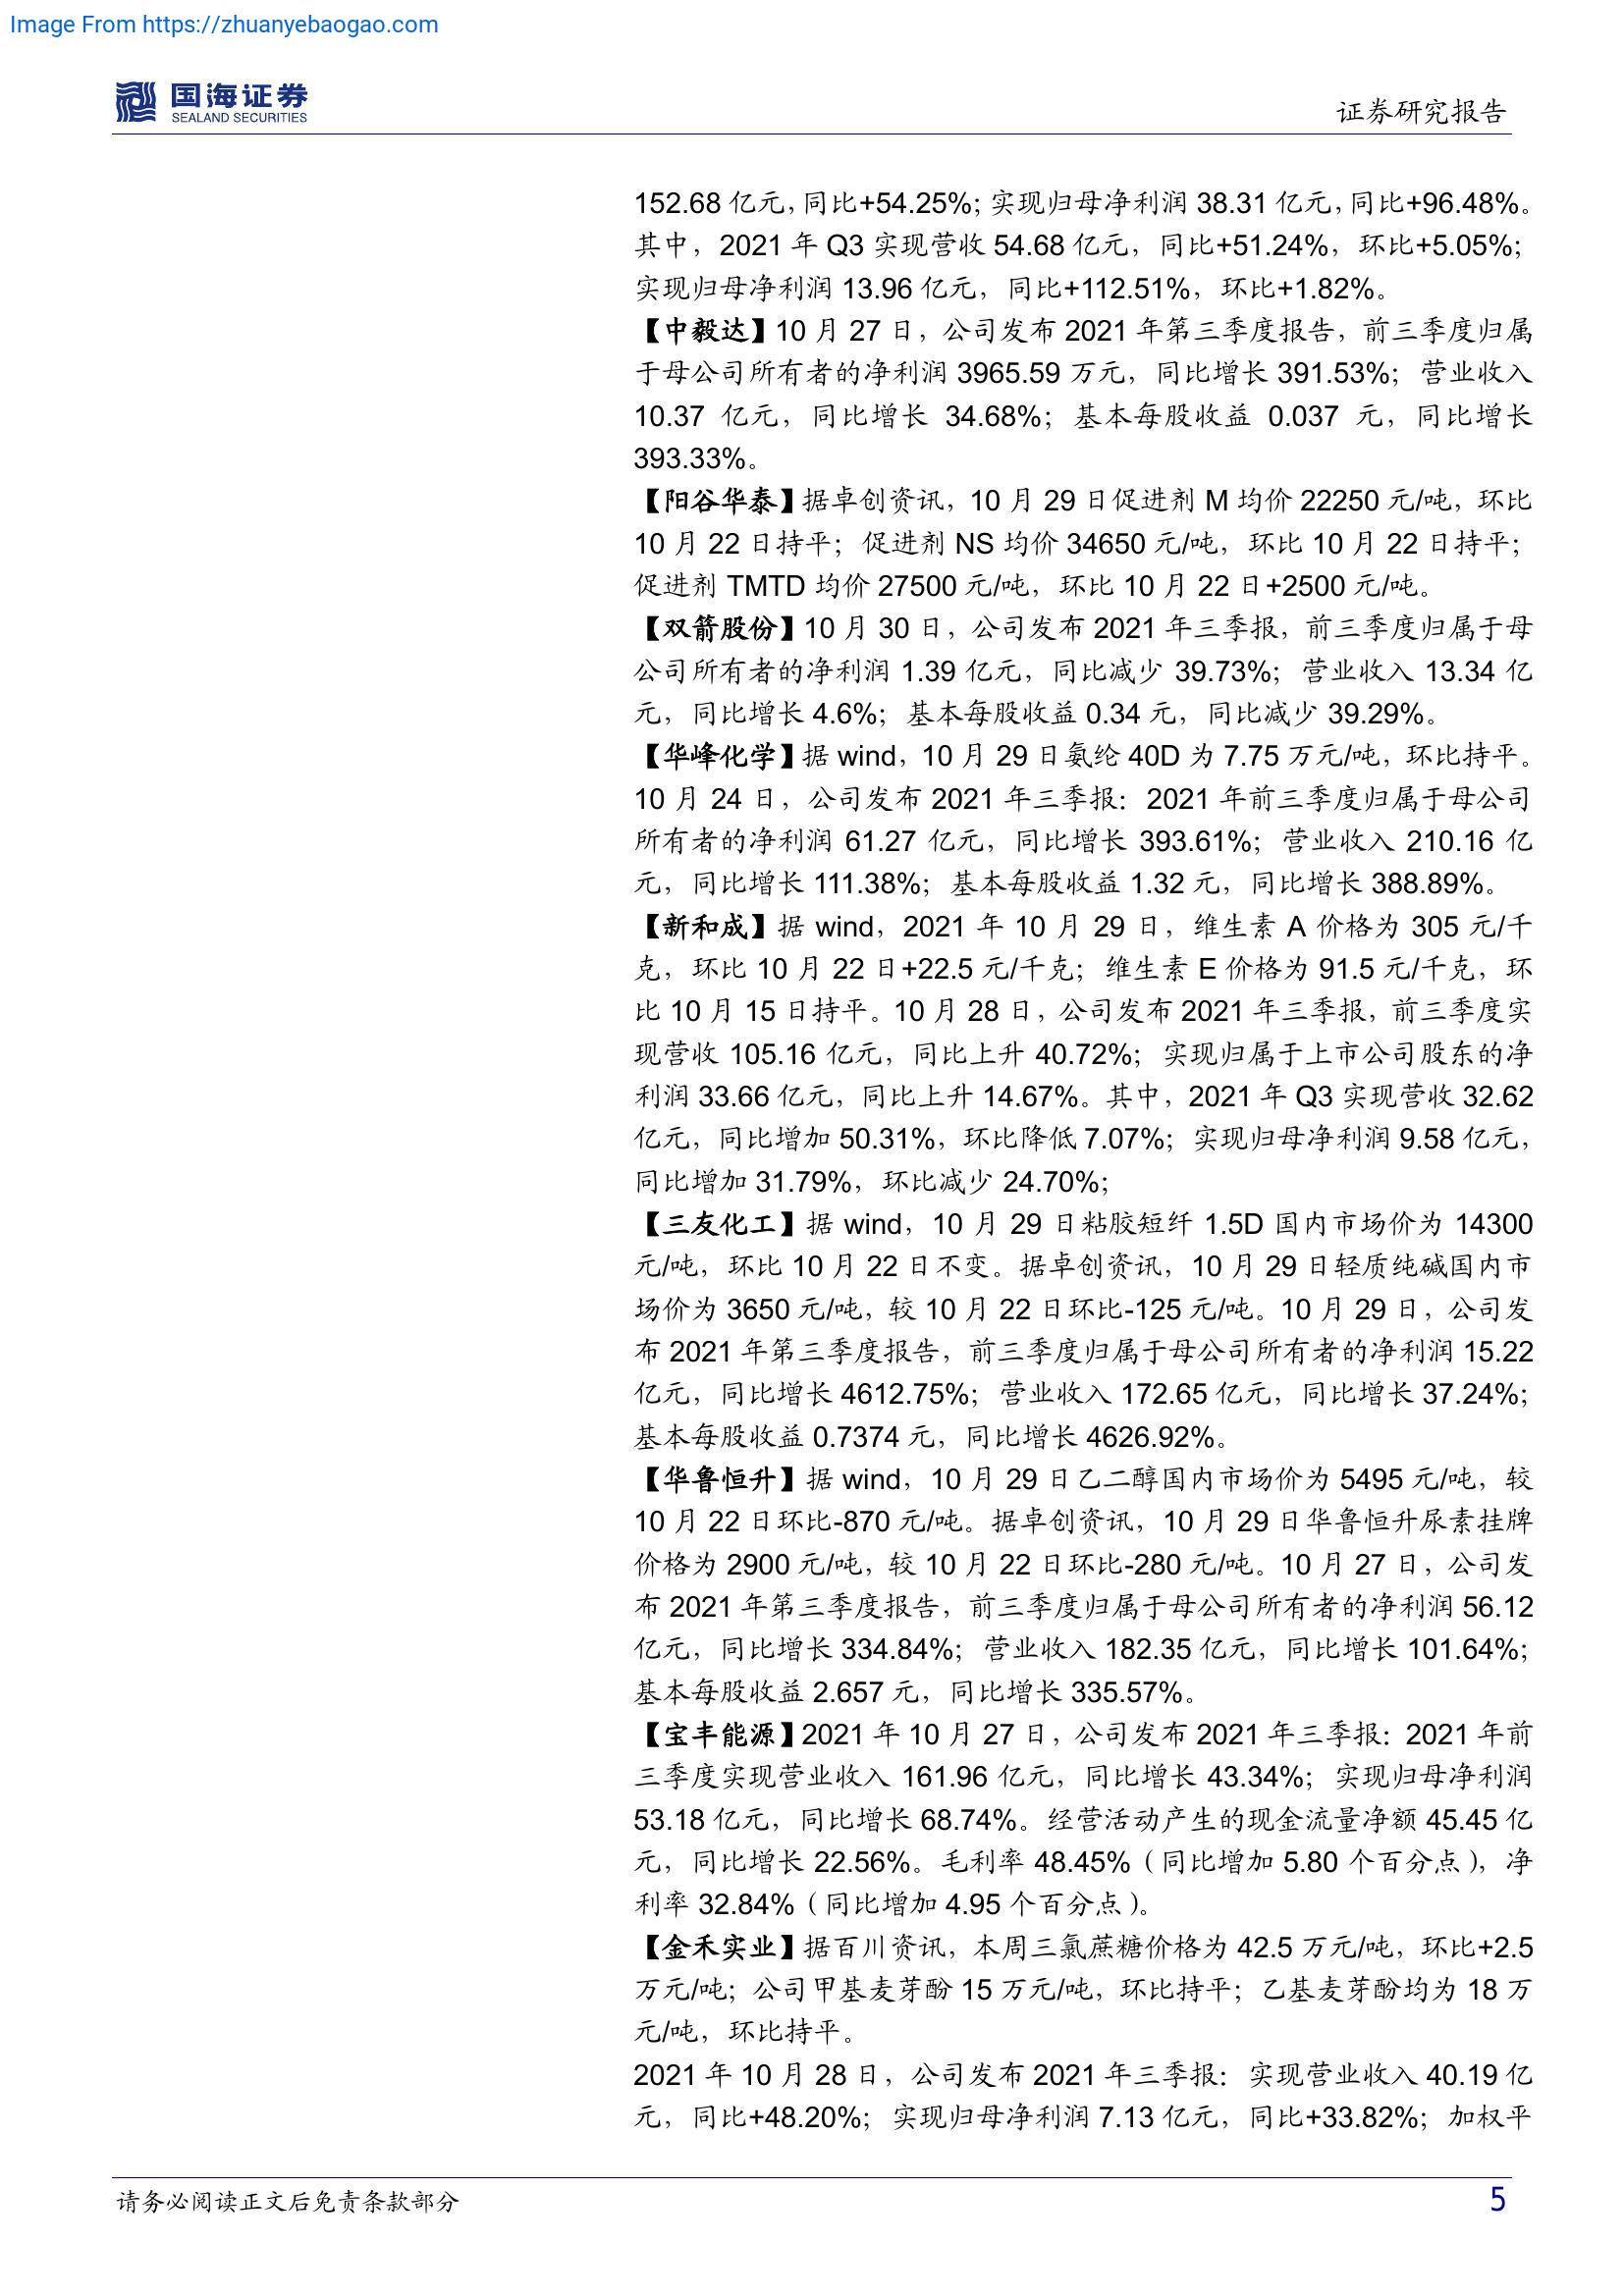 Image From https://zhuanyebaogao.com
国海证券
SEALAND SECURITIES
证券研究报告
152.68 亿元，同比+54.25%；实现归母净利润 38.31 亿元，同比+96.48%。
其中，2021 年 Q3 实现营收 54.68 亿元，同比+51.24%，环比+5.05%；
实现归母净利润 13.96 亿元，同比+112.51%，环比+1.82%。
【中毅达】10 月 27 日，公司发布 2021 年第三季度报告，前三季度归属
于母公司所有者的净利润 3965.59 万元，同比增长 391.53%；营业收入
10.37 亿元，同比增长 34.68%；基本每股收益 0.037 元，同比增长
393.33%。
【阳谷华泰】据卓创资讯，10 月 29 日促进剂 M 均价 22250 元/吨，环比
10 月 22 日持平；促进剂 NS 均价 34650 元/吨，环比 10 月 22 日持平；
促进剂 TMTD 均价 27500 元/吨，环比 10 月 22 日+2500 元/吨。
【双箭股份】10 月 30 日，公司发布 2021 年三季报，前三季度归属于母
公司所有者的净利润 1.39 亿元，同比减少 39.73%；营业收入 13.34 亿
元，同比增长 4.6%；基本每股收益 0.34 元，同比减少 39.29%。
【华峰化学】据 wind，10 月 29 日氨纶 40D 为 7.75 万元/吨，环比持平。
10 月 24 日，公司发布 2021 年三季报：2021 年前三季度归属于母公司
所有者的净利润 61.27 亿元，同比增长 393.61%；营业收入 210.16 亿
元，同比增长 111.38%；基本每股收益 1.32 元，同比增长 388.89%。
【新和成】据 wind，2021 年 10 月 29 日，维生素 A 价格为 305 元/千
克，环比 10 月 22 日+22.5 元/千克；维生素 E 价格为 91.5 元/千克，环
比 10 月 15 日持平。10 月 28 日，公司发布 2021 年三季报，前三季度实
现营收 105.16 亿元，同比上升 40.72%；实现归属于上市公司股东的净
利润 33.66 亿元，同比上升 14.67%。其中，2021 年 Q3 实现营收 32.62
亿元，同比增加 50.31%，环比降低 7.07%；实现归母净利润 9.58 亿元，
同比增加 31.79%，环比减少 24.70%；
【三友化工】据 wind，10 月 29 日粘胶短纤 1.5D 国内市场价为 14300
元/吨，环比 10 月 22 日不变。据卓创资讯，10 月 29 日轻质纯碱国内市
场价为 3650 元/吨，较 10 月 22 日环比-125 元/吨。10 月 29 日，公司发
布 2021 年第三季度报告，前三季度归属于母公司所有者的净利润 15.22
亿元，同比增长 4612.75%；营业收入 172.65 亿元，同比增长 37.24%；
基本每股收益 0.7374 元，同比增长 4626.92%。
【华鲁恒升】据 wind，10 月 29 日乙二醇国内市场价为 5495 元/吨，较
10 月 22 日环比-870 元/吨。据卓创资讯，10 月 29 日华鲁恒升尿素挂牌
价格为 2900 元/吨，较 10 月 22 日环比-280 元/吨。10 月 27 日，公司发
布 2021 年第三季度报告，前三季度归属于母公司所有者的净利润 56.12
亿元，同比增长 334.84%；营业收入 182.35 亿元，同比增长 101.64%；
基本每股收益 2.657 元，同比增长 335.57%。
【宝丰能源】2021 年 10 月 27 日，公司发布 2021 年三季报：2021 年前
三季度实现营业收入 161.96 亿元，同比增长 43.34%；实现归母净利润
53.18 亿元，同比增长 68.74%。经营活动产生的现金流量净额 45.45 亿
元，同比增长 22.56%。毛利率 48.45%（同比增加 5.80 个百分点），净
利率 32.84%（同比增加 4.95 个百分点）。
【金禾实业】据百川资讯，本周三氯蔗糖价格为 42.5 万元/吨，环比+2.5
万元/吨；公司甲基麦芽酚 15 万元/吨，环比持平；乙基麦芽酚均为 18 万
元/吨，环比持平。
2021 年 10 月 28 日，公司发布 2021 年三季报：实现营业收入 40.19 亿
元，同比+48.20%；实现归母净利润 7.13 亿元，同比+33.82%；加权平
请务必阅读正文后免责条款部分
5